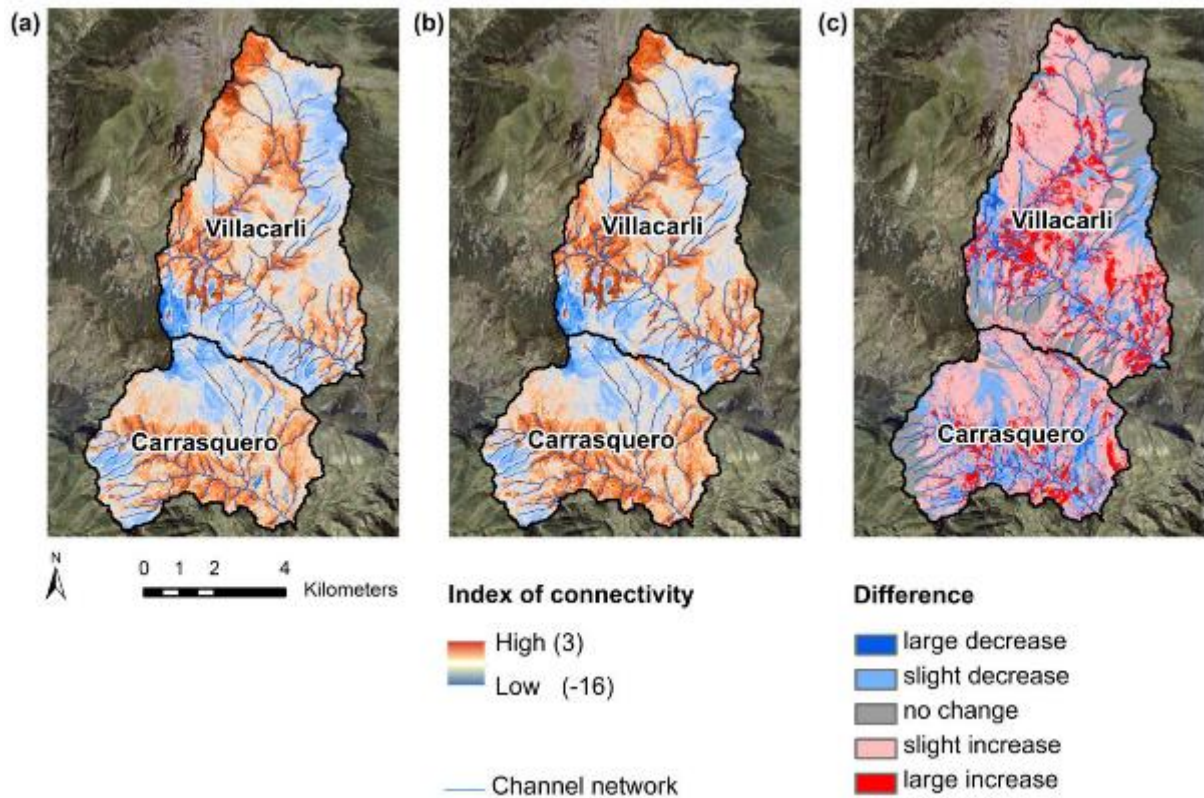 (a)
(b)
(c)
Villacarli
Villacarli
Villacarli
Carrasquero
Carrasquero
Carrasquero
N
0 1 2 4
Kilometers
Index of connectivity
High (3)
Low (-16)
Channel network
Difference
large decrease
slight decrease
no change
slight increase
large increase